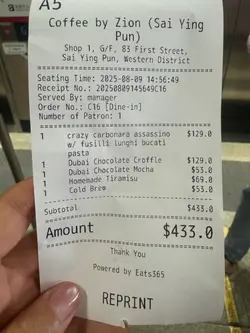 A5
Coffee by Zion (Sai Ying
Pun)
Shop 1, G/F, 83 First Street,
Sai Ying Pun, Western District
Seating Time: 2025-08-09 14:56:49
Receipt No.: 20250809145649C16
Served By: manager
Order No.: C16 [Dine-in]
Number of Patron: 1
1 crazy carbonara assassino $129.0
w/ fusilli lunghi bucati
pasta
1 Dubai Chocolate Croffle $129.0
1 Dubai Chocolate Mocha $53.0
1 Homemade Tiramisu $69.0
1 Cold Brew $53.0
Subtotal $433.0
Amount $433.0
Thank You
Powered by Eats365
REPRINT